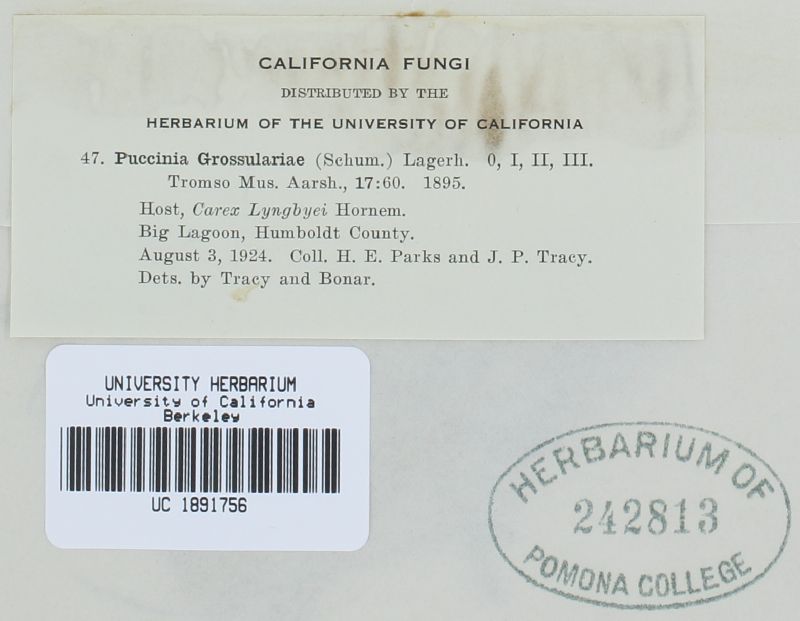 CALIFORNIA FUNGI
DISTRIBUTED BY THE
HERBARIUM OF THE UNIVERSITY OF CALIFORNIA
47. Puccinia Grossulariae (Schum.) Lagerh. 0, I, II, III.
Tromso Mus. Aarsh., 17:60. 1895.
Host, Carex Lyngbyei Hornem.
Big Lagoon, Humboldt County.
August 3, 1924. Coll. H. E. Parks and J. P. Tracy.
Dets. by Tracy and Bonar.
UNIVERSITY HERBARIUM
University of California
Berkeley
UC 1891756
HERBARIUM OF
242813
POMONA COLLEGE